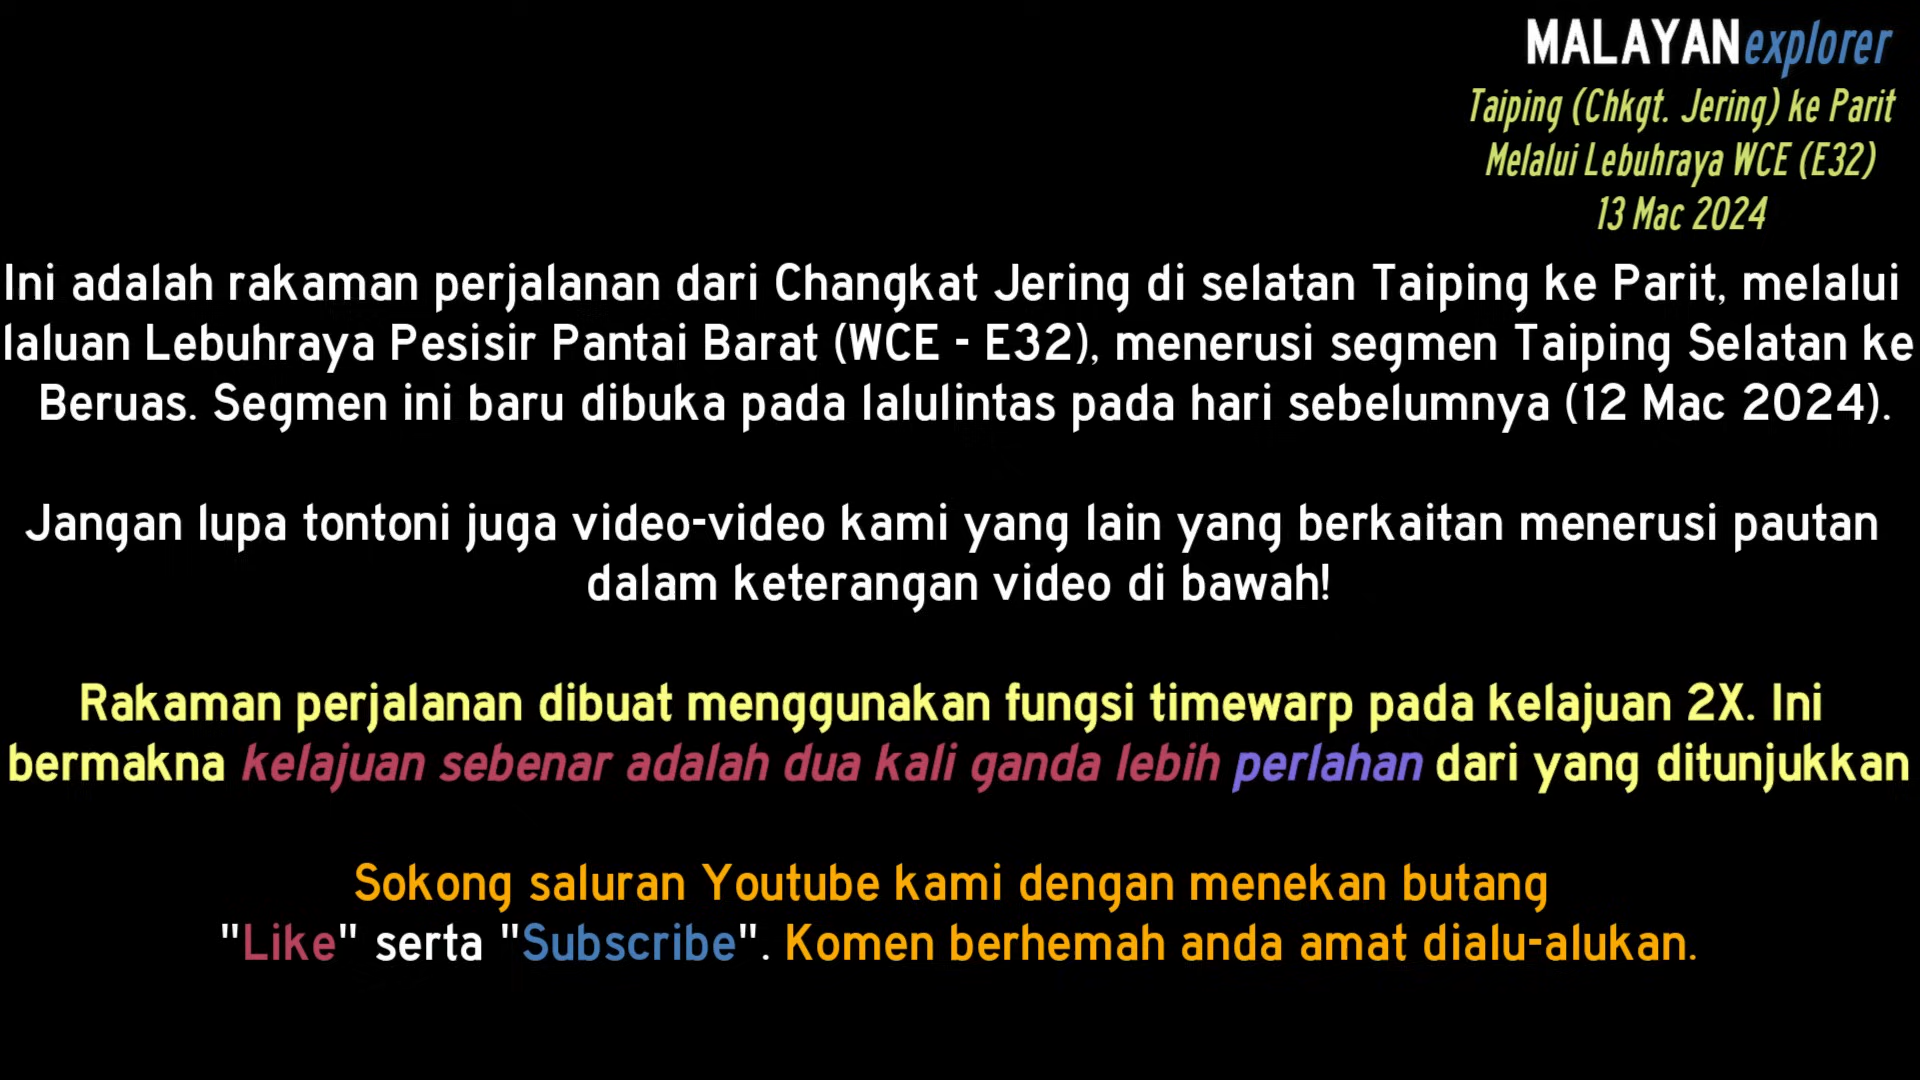 MALAYANexplorer
Taiping (Chkgt. Jering) ke Parit
Melalui Lebuhraya WCE (E32)
13 Mac 2024
Ini adalah rakaman perjalanan dari Changkat Jering di selatan Taiping ke Parit, melalui
laluan Lebuhraya Pesisir Pantai Barat (WCE - E32), menerusi segmen Taiping Selatan ke
Beruas. Segmen ini baru dibuka pada lalulintas pada hari sebelumnya (12 Mac 2024).
Jangan lupa tontoni juga video-video kami yang lain yang berkaitan menerusi pautan
dalam keterangan video di bawah!
Rakaman perjalanan dibuat menggunakan fungsi timewarp pada kelajuan 2X. Ini
bermakna kelajuan sebenar adalah dua kali ganda lebih perlahan dari yang ditunjukkan
Sokong saluran Youtube kami dengan menekan butang
"Like" serta "Subscribe". Komen berhemah anda amat dialu-alukan.